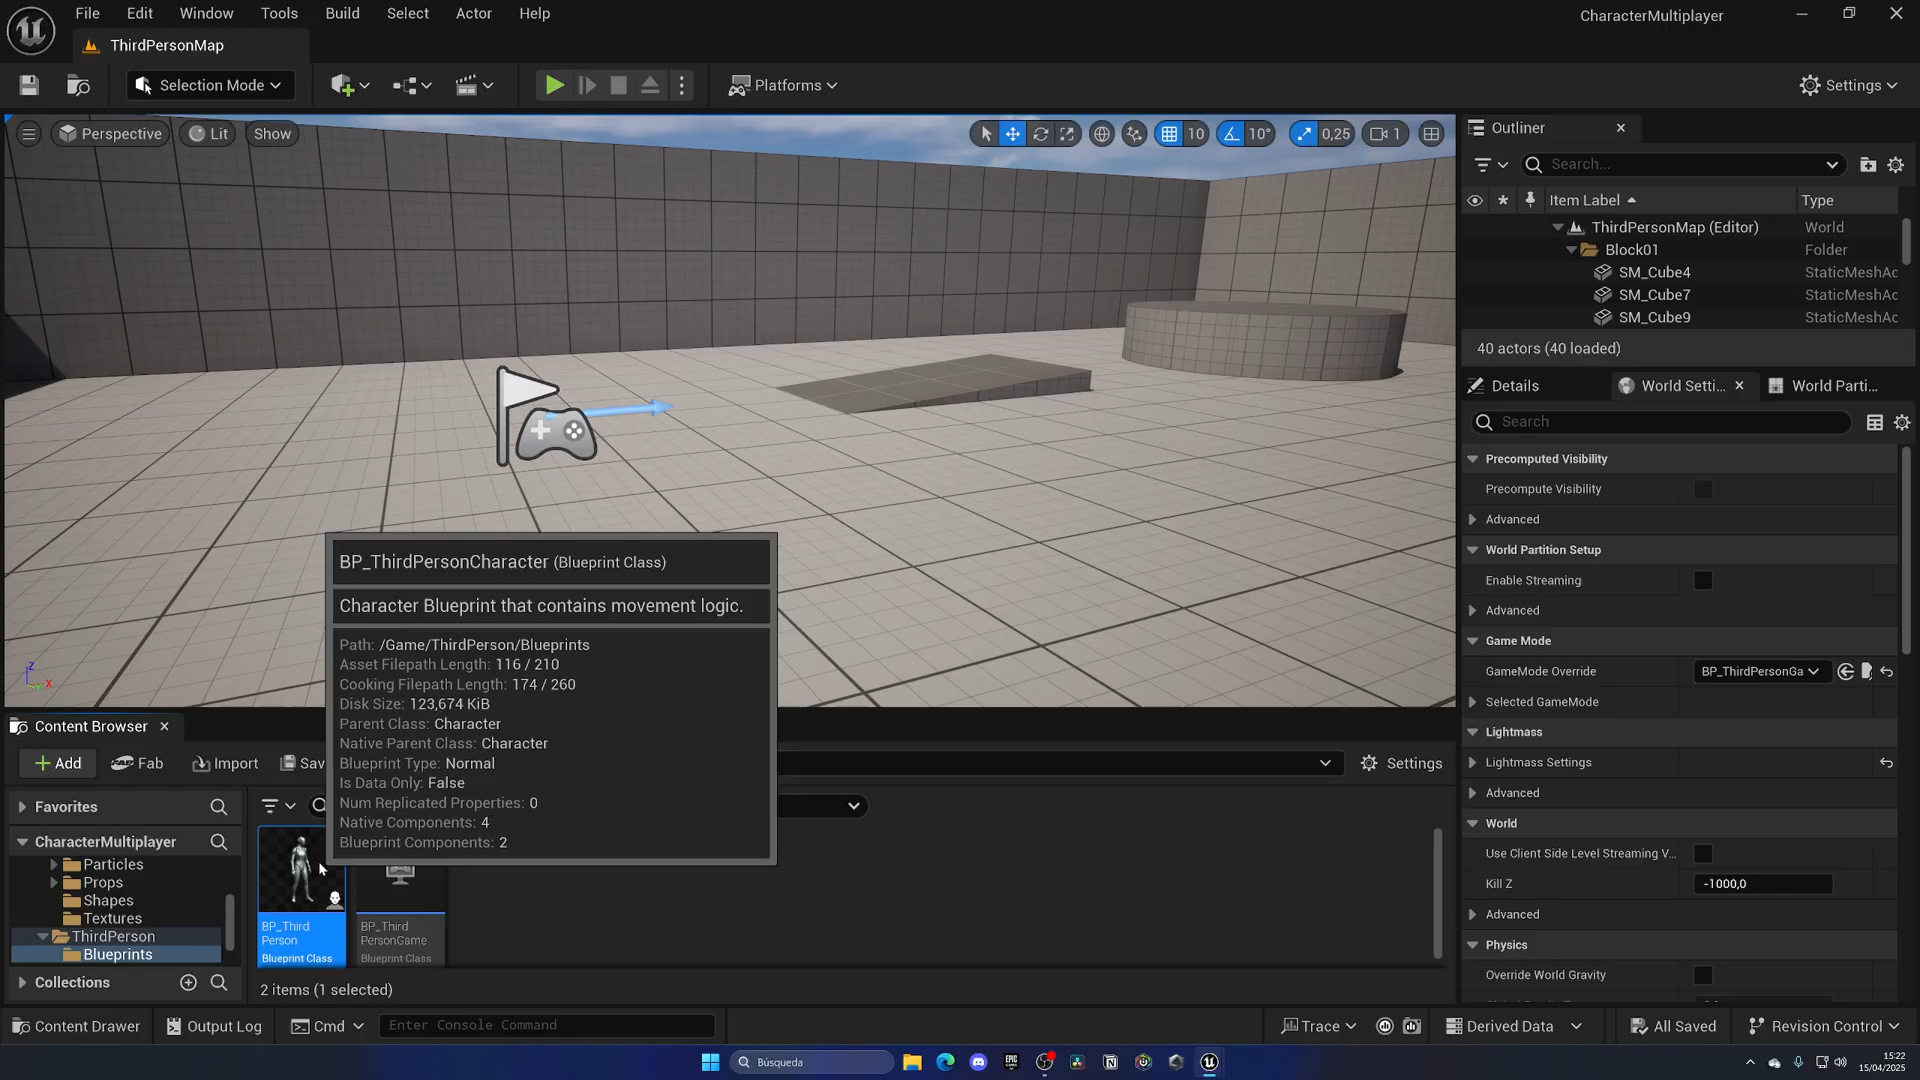 File Edit Window Tools Build Select Actor Help
CharacterMultiplayer
ThirdPersonMap
Selection Mode
Platforms
Settings
Perspective Lit Show
10 10° 0,25 1
Outliner
Search...
Item Label Type
ThirdPersonMap (Editor) World
Block01 Folder
SM_Cube4 StaticMeshAc
SM_Cube7 StaticMeshAc
SM_Cube9 StaticMeshAc
40 actors (40 loaded)
Details World Setti... World Parti...
Search
Precomputed Visibility
Precompute Visibility
Advanced
World Partition Setup
Enable Streaming
Advanced
Game Mode
GameMode Override BP_ThirdPersonGa
Selected GameMode
Lightmass
Lightmass Settings
Advanced
World
Use Client Side Level Streaming V...
Kill Z -1000,0
Advanced
Physics
Override World Gravity
BP_ThirdPersonCharacter (Blueprint Class)
Character Blueprint that contains movement logic.
Path: /Game/ThirdPerson/Blueprints
Asset Filepath Length: 116 / 210
Cooking Filepath Length: 174 / 260
Disk Size: 123,674 KiB
Parent Class: Character
Native Parent Class: Character
Blueprint Type: Normal
Is Data Only: False
Num Replicated Properties: 0
Native Components: 4
Blueprint Components: 2
Z
X
Content Browser
Add Fab Import Sav
Settings
Favorites
CharacterMultiplayer
Particles
Props
Shapes
Textures
ThirdPerson
Blueprints
Collections
BP_Third
Person
Blueprint Class
BP_Third
PersonGame
Blueprint Class
2 items (1 selected)
Content Drawer Output Log Cmd Enter Console Command
Trace Derived Data All Saved Revision Control
Búsqueda
EPIC
15:22
15/04/2025